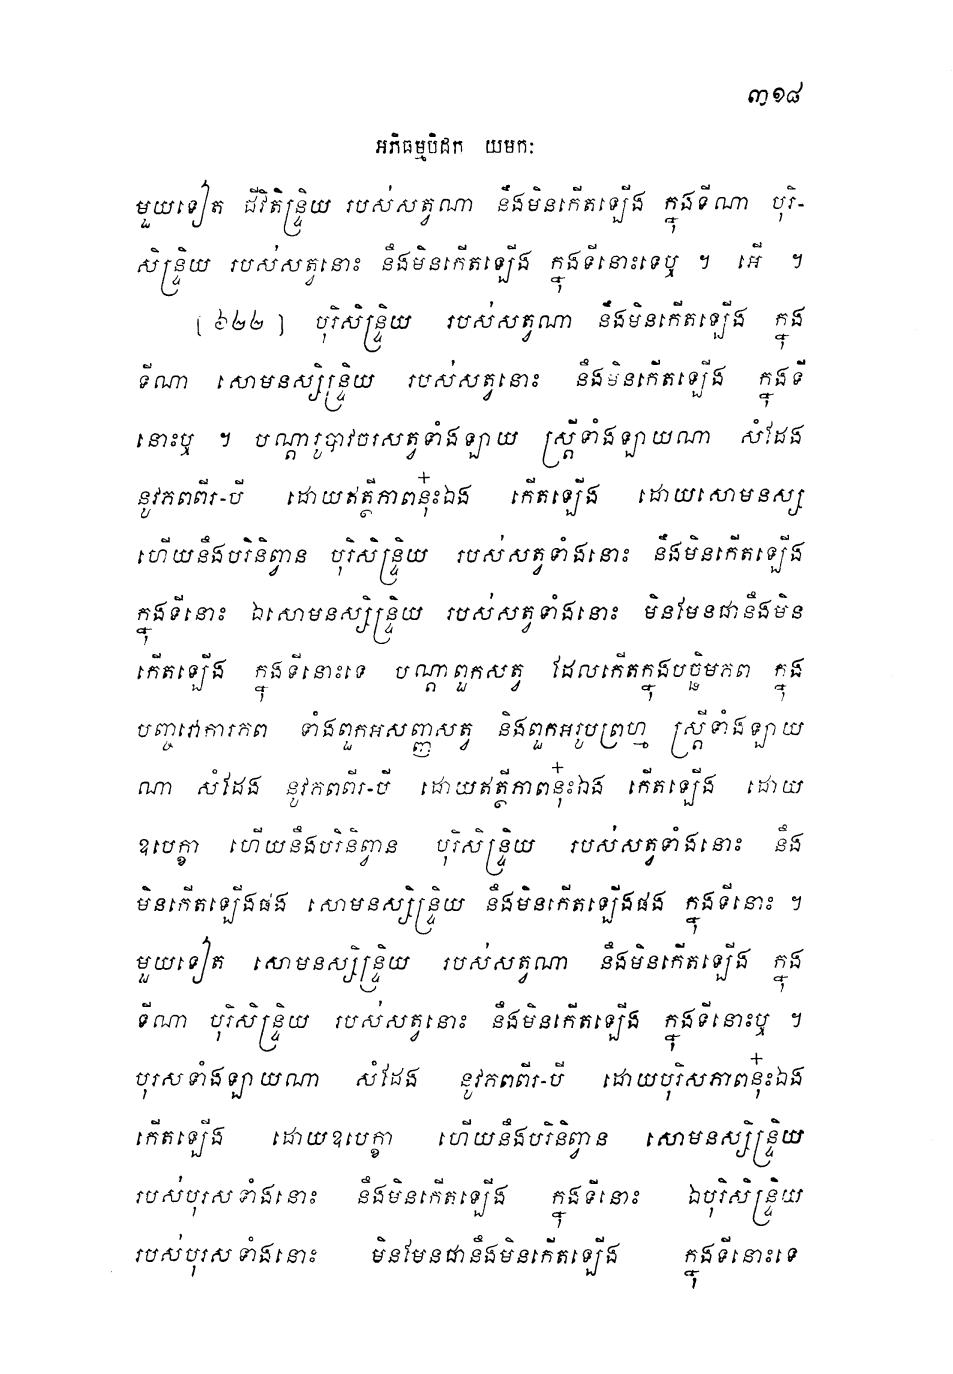 ៣១៨
អភិធម្មបិដក យមកៈ
មួយទៀត ជីវិតិន្ទ្រិយ របស់សត្វណា នឹងមិនកើតឡើង ក្នុងទីណា បុរិ-
សិន្ទ្រិយ របស់សត្វនោះ នឹងមិនកើតឡើង ក្នុងទីនោះទេឬ ។ អើ ។
[ ៦២២ ] បុរិសិន្ទ្រិយ របស់សត្វណា នឹងមិនកើតឡើង ក្នុង
ទីណា សោមនស្សិន្ទ្រិយ របស់សត្វនោះ នឹងមិនកើតឡើង ក្នុងទី
នោះឬ ។ បណ្តារូបាវចរសត្វទាំងឡាយ ស្ត្រីទាំងឡាយណា សំដែង
នូវភពពីរ-បី ដោយឥត្ថីភាពនុ៎ះឯង កើតឡើង ដោយសោមនស្ស
ហើយនឹងបរិនិព្វាន បុរិសិន្ទ្រិយ របស់សត្វទាំងនោះ នឹងមិនកើតឡើង
ក្នុងទីនោះ ឯសោមនស្សិន្ទ្រិយ របស់សត្វទាំងនោះ មិនមែនជានឹងមិន
កើតឡើង ក្នុងទីនោះទេ បណ្តាពួកសត្វ ដែលកើតក្នុងបច្ឆិមភព ក្នុង
បញ្ចវោការភព ទាំងពួកអសញ្ញសត្វ និងពួកអរូបព្រហ្ម ស្ត្រីទាំងឡាយ
ណា សំដែង នូវភពពីរ-បី ដោយឥត្ថីភាពនុ៎ះឯង កើតឡើង ដោយ
ឧបេក្ខា ហើយនឹងបរិនិព្វាន បុរិសិន្ទ្រិយ របស់សត្វទាំងនោះ នឹង
មិនកើតឡើងផង សោមនស្សិន្ទ្រិយ នឹងមិនកើតឡើងផង ក្នុងទីនោះ ។
មួយទៀត សោមនស្សិន្ទ្រិយ របស់សត្វណា នឹងមិនកើតឡើង ក្នុង
ទីណា បុរិសិន្ទ្រិយ របស់សត្វនោះ នឹងមិនកើតឡើង ក្នុងទីនោះឬ ។
បុរសទាំងឡាយណា សំដែង នូវភពពីរ-បី ដោយបុរិសភាពនុ៎ះឯង
កើតឡើង ដោយឧបេក្ខា ហើយនឹងបរិនិព្វាន សោមនស្សិន្ទ្រិយ
របស់បុរសទាំងនោះ នឹងមិនកើតឡើង ក្នុងទីនោះ ឯបុរិសិន្ទ្រិយ
របស់បុរសទាំងនោះ មិនមែនជានឹងមិនកើតឡើង ក្នុងទីនោះទេ